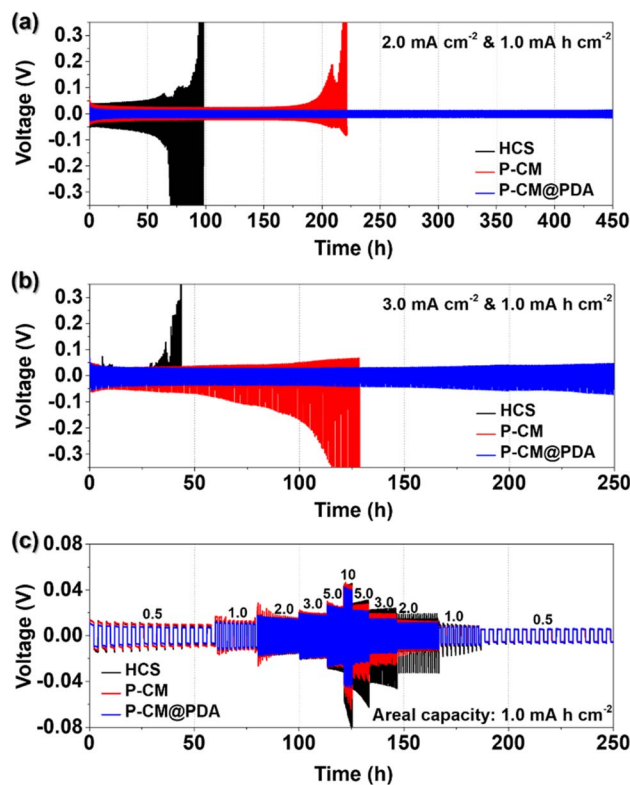 (a)
2.0 mA cm⁻² & 1.0 mA h cm⁻²
0.3
0.2
0.1
0.0
-0.1
-0.2
-0.3
Voltage (V)
HCS
P-CM
P-CM@PDA
0 50 100 150 200 250 300 350 400 450
Time (h)
(b)
3.0 mA cm⁻² & 1.0 mA h cm⁻²
0.3
0.2
0.1
0.0
-0.1
-0.2
-0.3
Voltage (V)
HCS
P-CM
P-CM@PDA
0 50 100 150 200 250
Time (h)
(c)
0.08
0.04
0.00
-0.04
-0.08
Voltage (V)
0.5 1.0 2.0 3.0 5.0 10 5.0 3.0 2.0 1.0 0.5
HCS
P-CM
P-CM@PDA
Areal capacity: 1.0 mA h cm⁻²
0 50 100 150 200 250
Time (h)